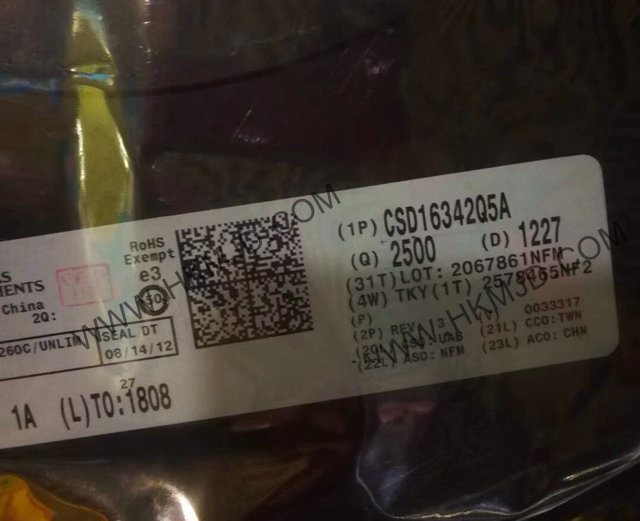 S
MENTS
China
2Q:
260C/UNLIM
SEAL DT
08/14/12
1A (L)TO:1808
27
RoHS
Exempt
e3
(1P) CSD16342Q5A
(Q) 2500 (D) 1227
(31T)LOT: 2067861NFM
(4W) TKY(1T) 2575465NF2
(P)
(2P) REV: 0033317
(21L) CCO:TWN
(22L) ASO: NFM (23L) ACO: CHN
WWW.HKMJD.COM
WWW.HKMJD.COM